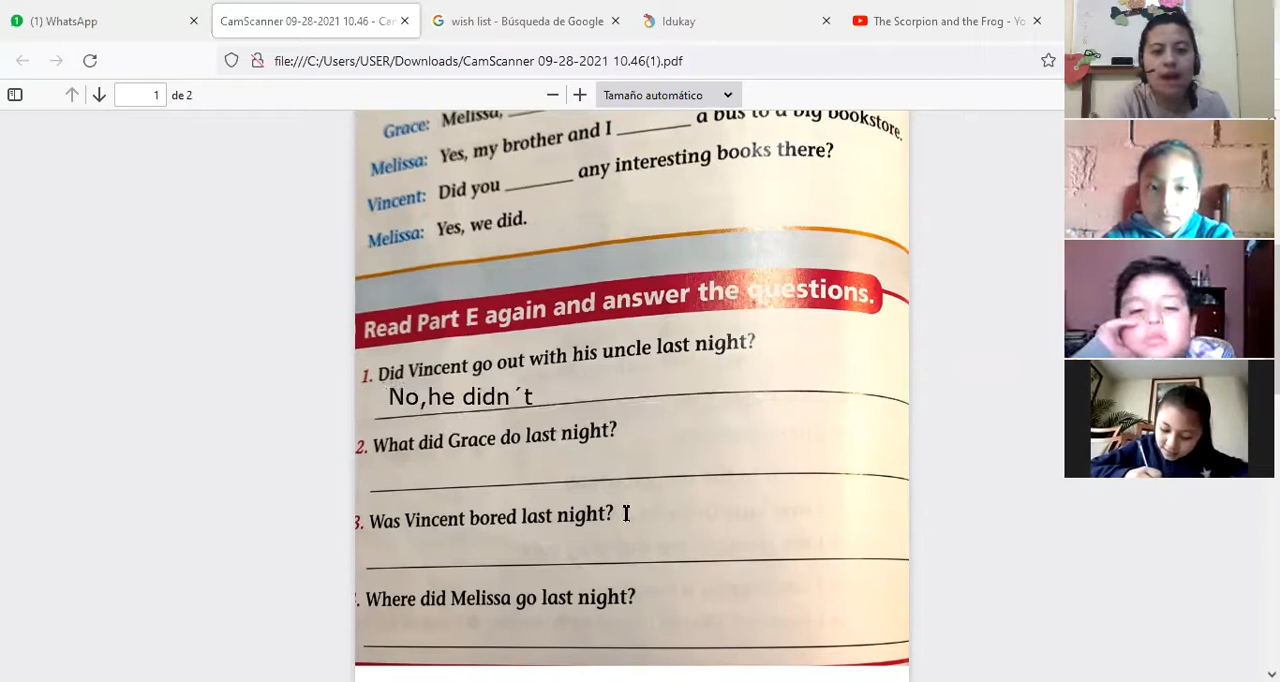 (1) WhatsApp
CamScanner 09-28-2021 10.46 - Car
wish list - Búsqueda de Google
Idukay
The Scorpion and the Frog - Yo
file:///C:/Users/USER/Downloads/CamScanner 09-28-2021 10.46(1).pdf
1 de 2
Tamaño automático
Grace: Melissa,
Melissa: Yes, my brother and I ______ a bus to a big bookstore.
Vincent: Did you ______ any interesting books there?
Melissa: Yes, we did.
Read Part E again and answer the questions.
1. Did Vincent go out with his uncle last night?
No,he didn´t
2. What did Grace do last night?
3. Was Vincent bored last night?
. Where did Melissa go last night?